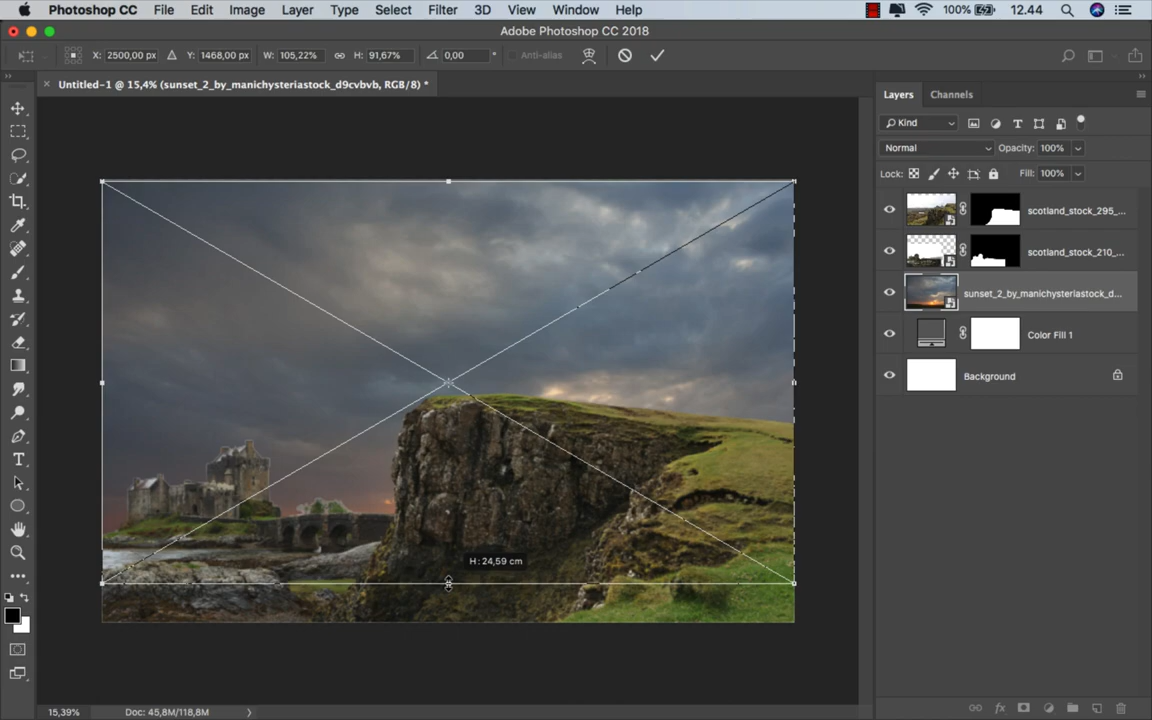 Photoshop CC File Edit Image Layer Type Select Filter 3D View Window Help 100% 12.44
Adobe Photoshop CC 2018
X: 2500,00 px Y: 1468,00 px W: 105,22% H: 91,67% 0,00 ° Anti-alias
× Untitled-1 @ 15,4% (sunset_2_by_manichysteriastock_d9cvbvb, RGB/8) *
Layers Channels
Kind
Normal Opacity: 100%
Lock: Fill: 100%
scotland_stock_295_...
scotland_stock_210_...
sunset_2_by_manichysteriastock_d...
Color Fill 1
Background
H: 24,59 cm
15,39% Doc: 45,8M/118,8M